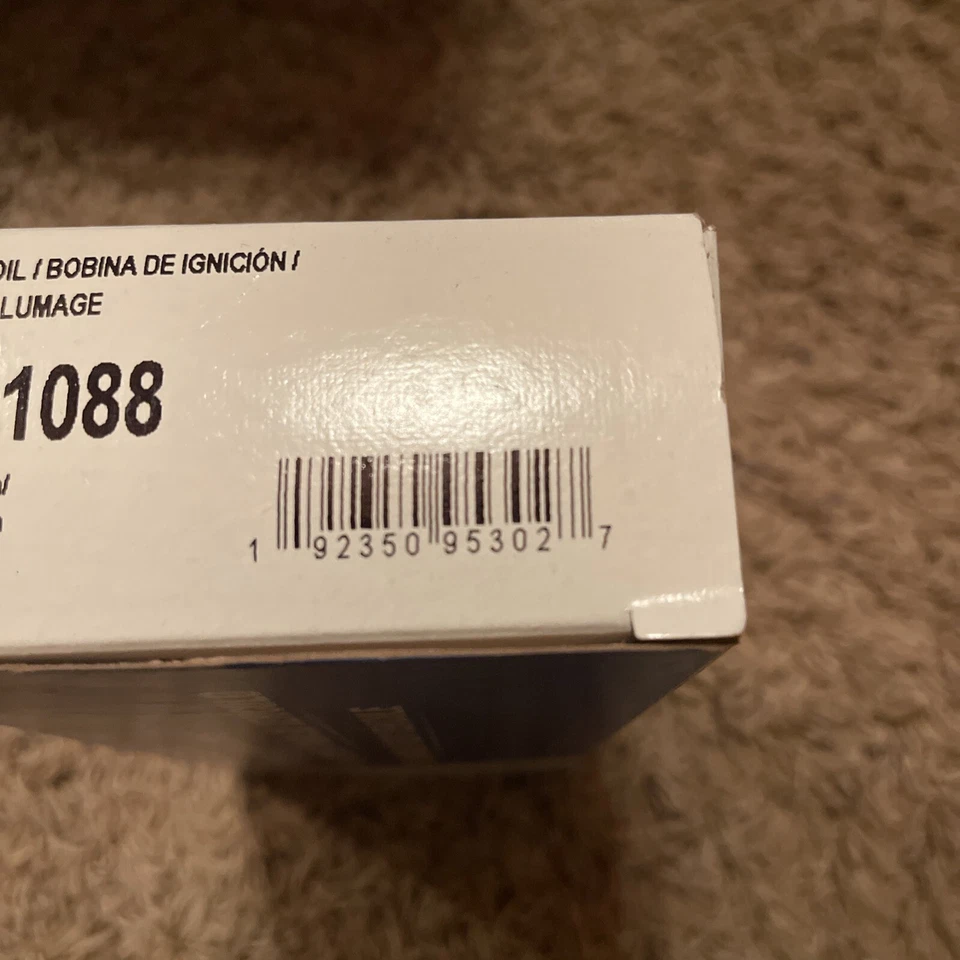 OIL / BOBINA DE IGNICIÓN /
LUMAGE
1088
/
1 92350 95302 7